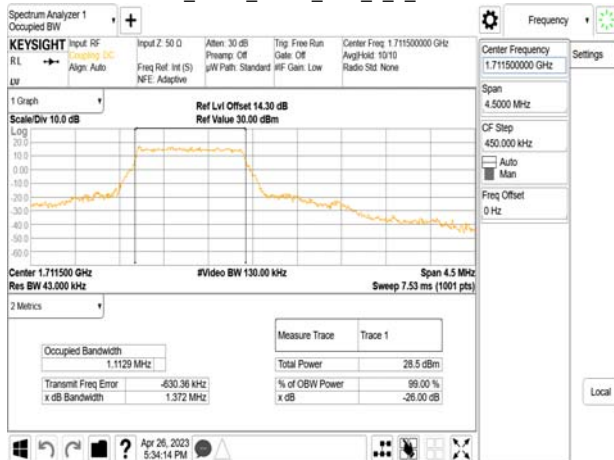 Spectrum Analyzer 1
Occupied BW
+
Frequency
KEYSIGHT
RL
Input: RF
Coupling: DC
Align: Auto
Input Z: 50 Ω
Freq Ref: Int (S)
NFE: Adaptive
Atten: 30 dB
Preamp: Off
µW Path: Standard
Trig: Free Run
Gate: Off
#IF Gain: Low
Center Freq: 1.711500000 GHz
Avg|Hold: 10/10
Radio Std: None
Center Frequency
1.711500000 GHz
Settings
Span
4.5000 MHz
CF Step
450.000 kHz
Auto
Man
Freq Offset
0 Hz
Local
1 Graph
Scale/Div 10.0 dB
Ref Lvl Offset 14.30 dB
Ref Value 30.00 dBm
Log
20.0
10.0
0.00
-10.0
-20.0
-30.0
-40.0
-50.0
-60.0
Center 1.711500 GHz
#Video BW 130.00 kHz
Span 4.5 MHz
Res BW 43.000 kHz
Sweep 7.53 ms (1001 pts)
2 Metrics
Occupied Bandwidth
1.1129 MHz
Transmit Freq Error -630.36 kHz
x dB Bandwidth 1.372 MHz
Measure Trace Trace 1
Total Power 28.5 dBm
% of OBW Power 99.00 %
x dB -26.00 dB
?
Apr 26, 2023
5:34:14 PM